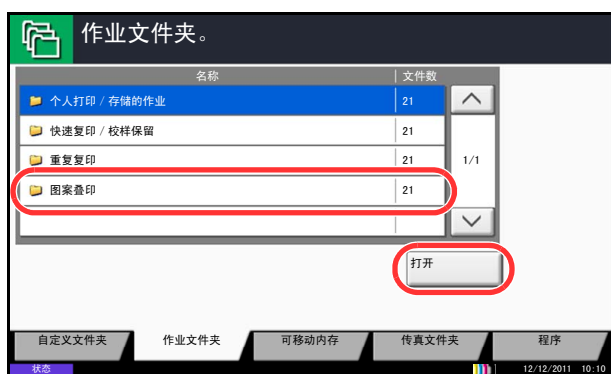 作业文件夹。
名称 文件数
个人打印 / 存储的作业 21
快速复印 / 校样保留 21
重复复印 21
图案叠印 21
1/1
打开
自定义文件夹 作业文件夹 可移动内存 传真文件夹 程序
状态 12/12/2011 10:10